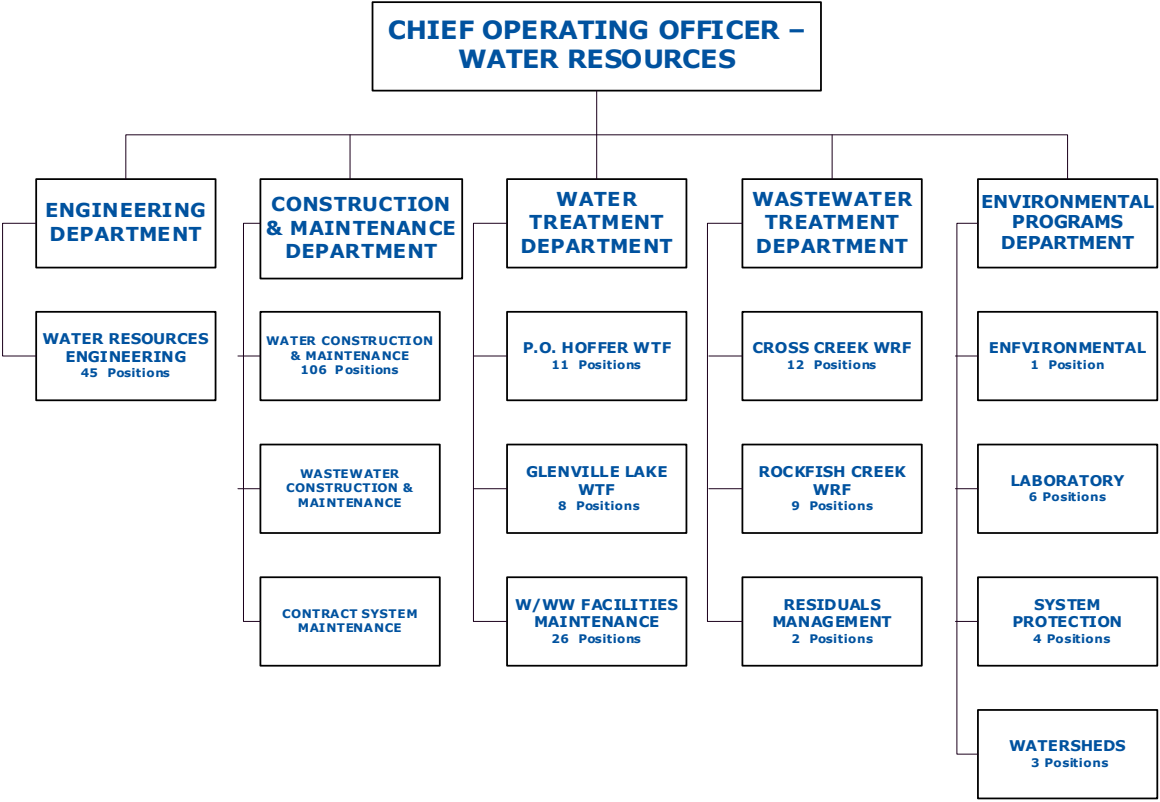 CHIEF OPERATING OFFICER –
WATER RESOURCES
ENGINEERING
DEPARTMENT
CONSTRUCTION
& MAINTENANCE
DEPARTMENT
WATER
TREATMENT
DEPARTMENT
WASTEWATER
TREATMENT
DEPARTMENT
ENVIRONMENTAL
PROGRAMS
DEPARTMENT
WATER RESOURCES
ENGINEERING
45 Positions
WATER CONSTRUCTION
& MAINTENANCE
106 Positions
P.O. HOFFER WTF
11 Positions
CROSS CREEK WRF
12 Positions
ENFVIRONMENTAL
1 Position
WASTEWATER
CONSTRUCTION &
MAINTENANCE
GLENVILLE LAKE
WTF
8 Positions
ROCKFISH CREEK
WRF
9 Positions
LABORATORY
6 Positions
CONTRACT SYSTEM
MAINTENANCE
W/WW FACILITIES
MAINTENANCE
26 Positions
RESIDUALS
MANAGEMENT
2 Positions
SYSTEM
PROTECTION
4 Positions
WATERSHEDS
3 Positions